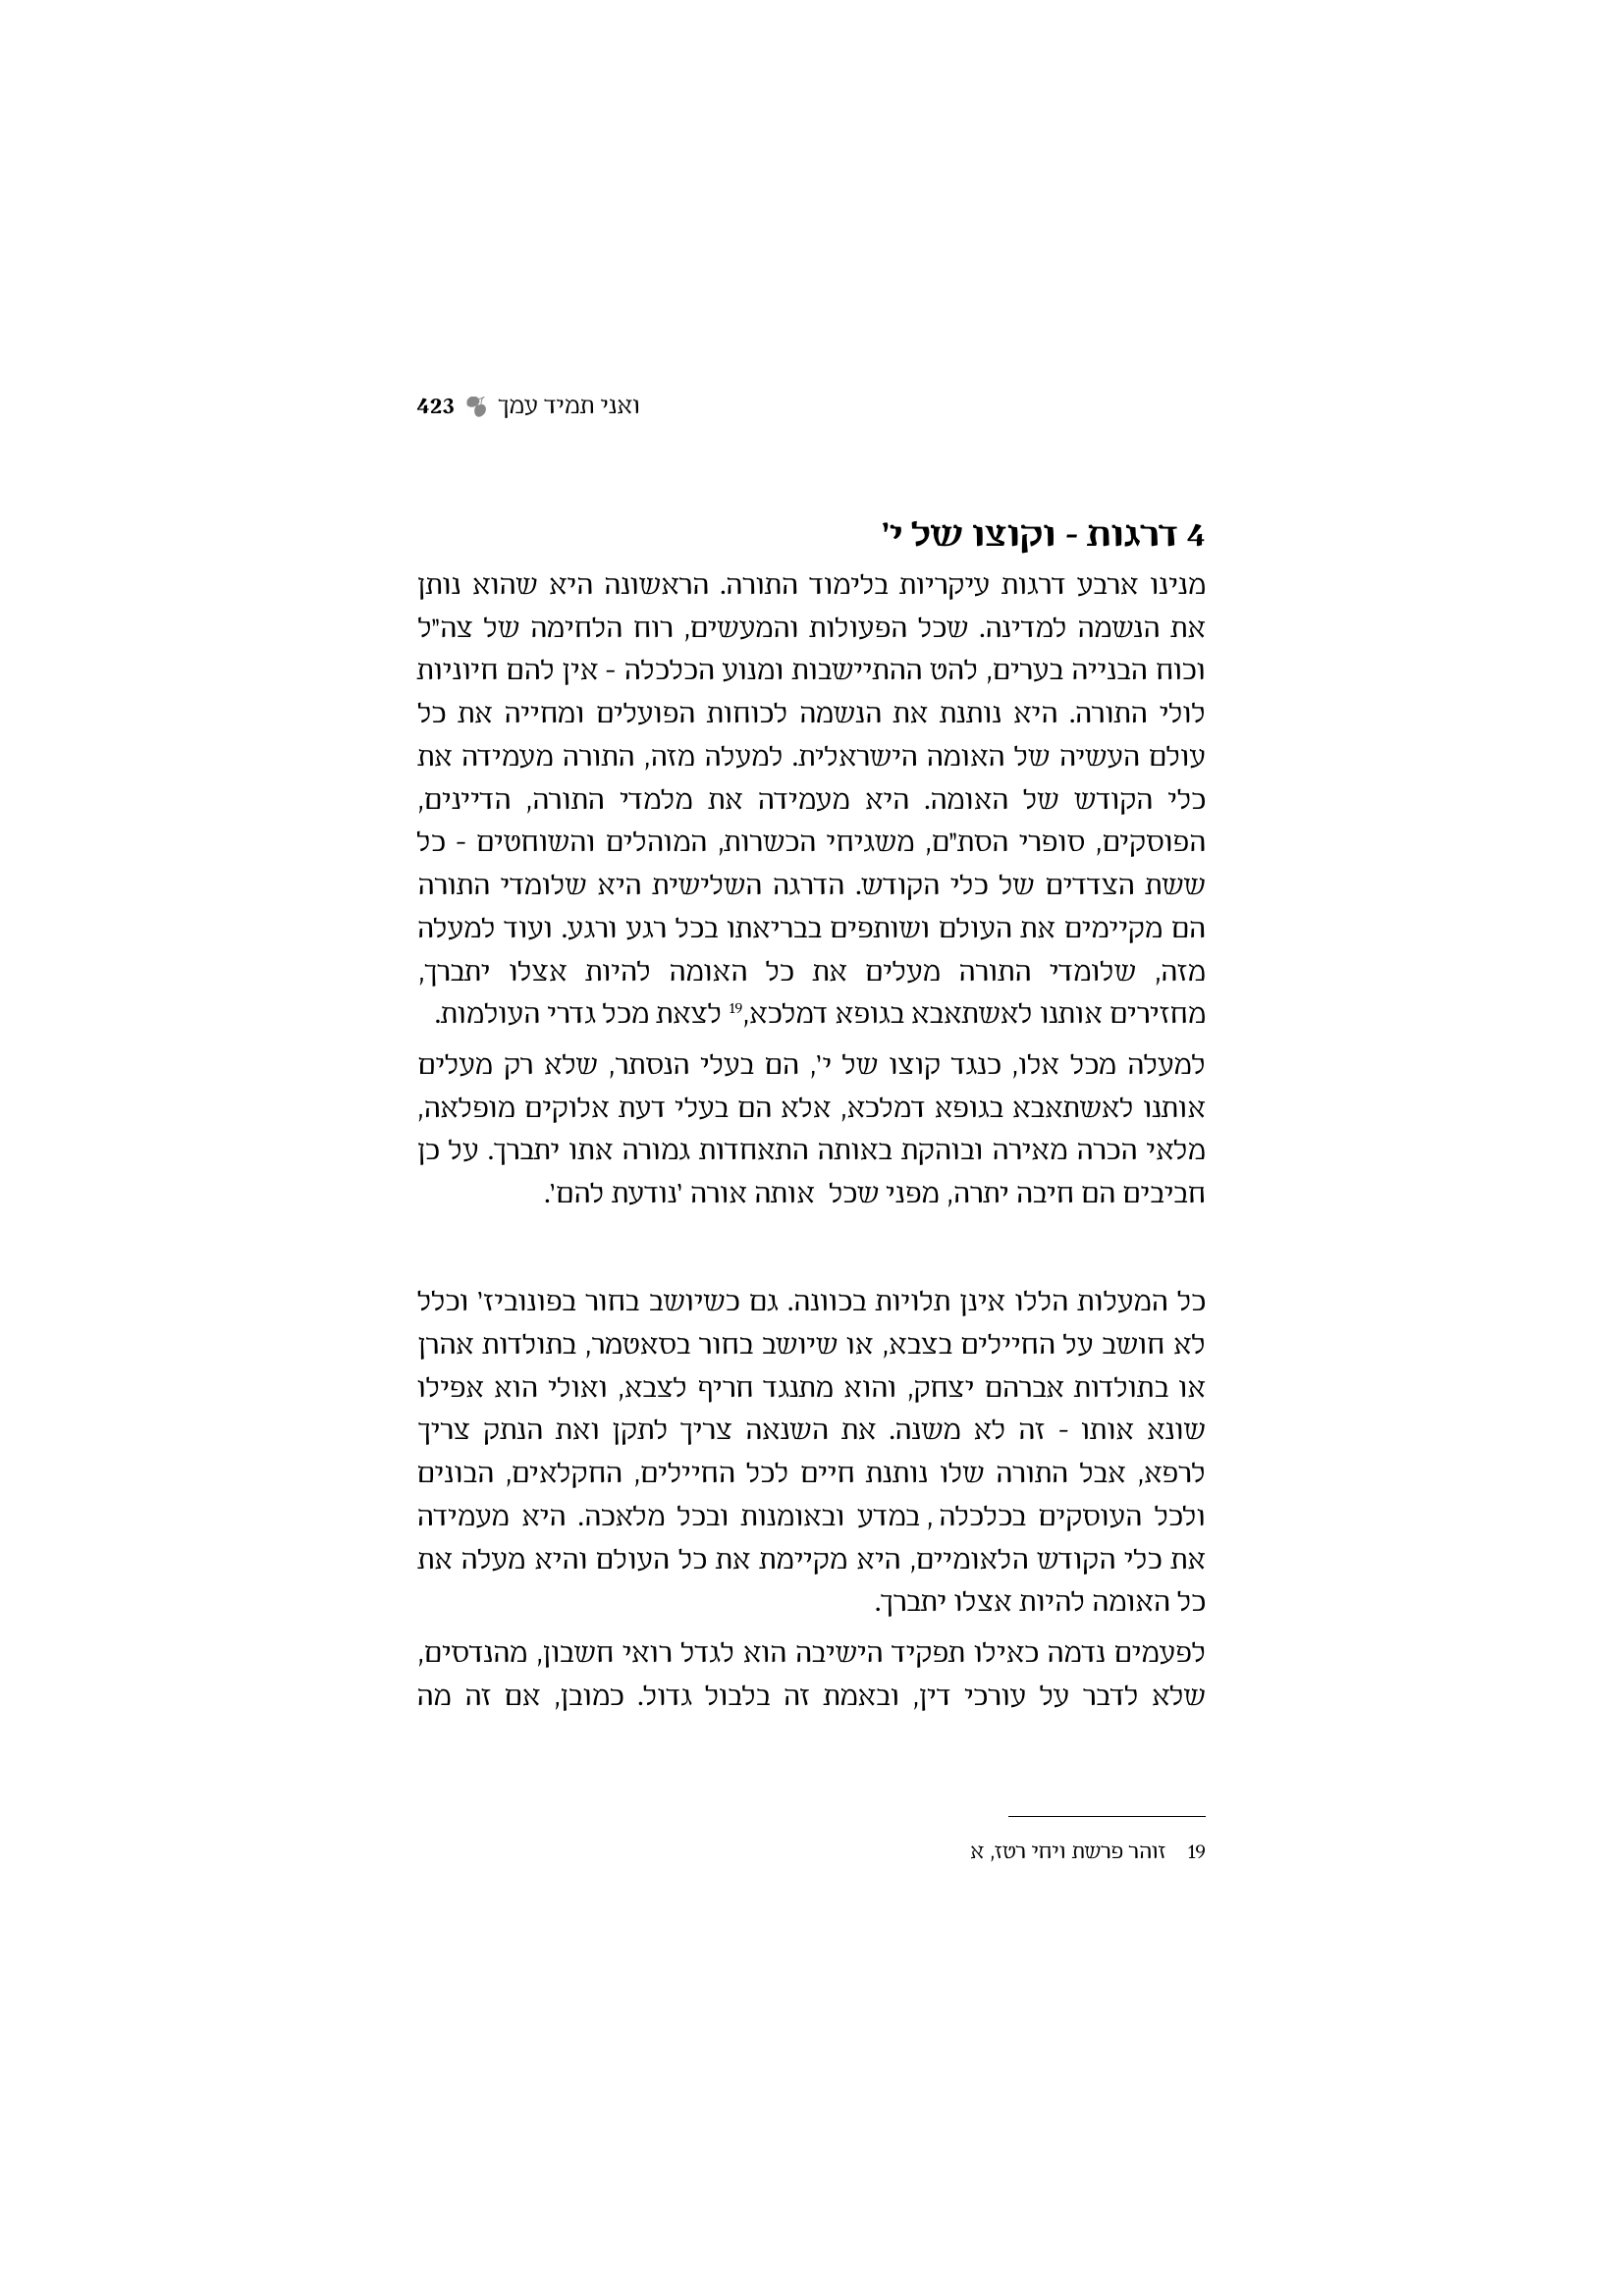 ואני תמיד עמך 423
4 דרגות - וקוצו של י'
מנינו ארבע דרגות עיקריות בלימוד התורה. הראשונה היא שהוא נותן
את הנשמה למדינה. שכל הפעולות והמעשים, רוח הלחימה של צה"ל
וכוח הבנייה בערים, להט ההתיישבות ומנוע הכלכלה - אין להם חיוניות
לולי התורה. היא נותנת את הנשמה לכוחות הפועלים ומחייה את כל
עולם העשיה של האומה הישראלית. למעלה מזה, התורה מעמידה את
כלי הקודש של האומה. היא מעמידה את מלמדי התורה, הדיינים,
הפוסקים, סופרי הסת"ם, משגיחי הכשרות, המוהלים והשוחטים - כל
ששת הצדדים של כלי הקודש. הדרגה השלישית היא שלומדי התורה
הם מקיימים את העולם ושותפים בבריאתו בכל רגע ורגע. ועוד למעלה
מזה, שלומדי התורה מעלים את כל האומה להיות אצלו יתברך,
מחזירים אותנו לאשתאבא בגופא דמלכא,19 לצאת מכל גדרי העולמות.
למעלה מכל אלו, כנגד קוצו של י', הם בעלי הנסתר, שלא רק מעלים
אותנו לאשתאבא בגופא דמלכא, אלא הם בעלי דעת אלוקים מופלאה,
מלאי הכרה מאירה ובוהקת באותה התאחדות גמורה אתו יתברך. על כן
חביבים הם חיבה יתרה, מפני שכל אותה אורה 'נודעת להם'.
כל המעלות הללו אינן תלויות בכוונה. גם כשיושב בחור בפונוביז' וכלל
לא חושב על החיילים בצבא, או שיושב בחור בסאטמר, בתולדות אהרן
או בתולדות אברהם יצחק, והוא מתנגד חריף לצבא, ואולי הוא אפילו
שונא אותו - זה לא משנה. את השנאה צריך לתקן ואת הנתק צריך
לרפא, אבל התורה שלו נותנת חיים לכל החיילים, החקלאים, הבונים
ולכל העוסקים בכלכלה, במדע ובאומנות ובכל מלאכה. היא מעמידה
את כלי הקודש הלאומיים, היא מקיימת את כל העולם והיא מעלה את
כל האומה להיות אצלו יתברך.
לפעמים נדמה כאילו תפקיד הישיבה הוא לגדל רואי חשבון, מהנדסים,
שלא לדבר על עורכי דין, ובאמת זה בלבול גדול. כמובן, אם זה מה
19 זוהר פרשת ויחי רטז, א